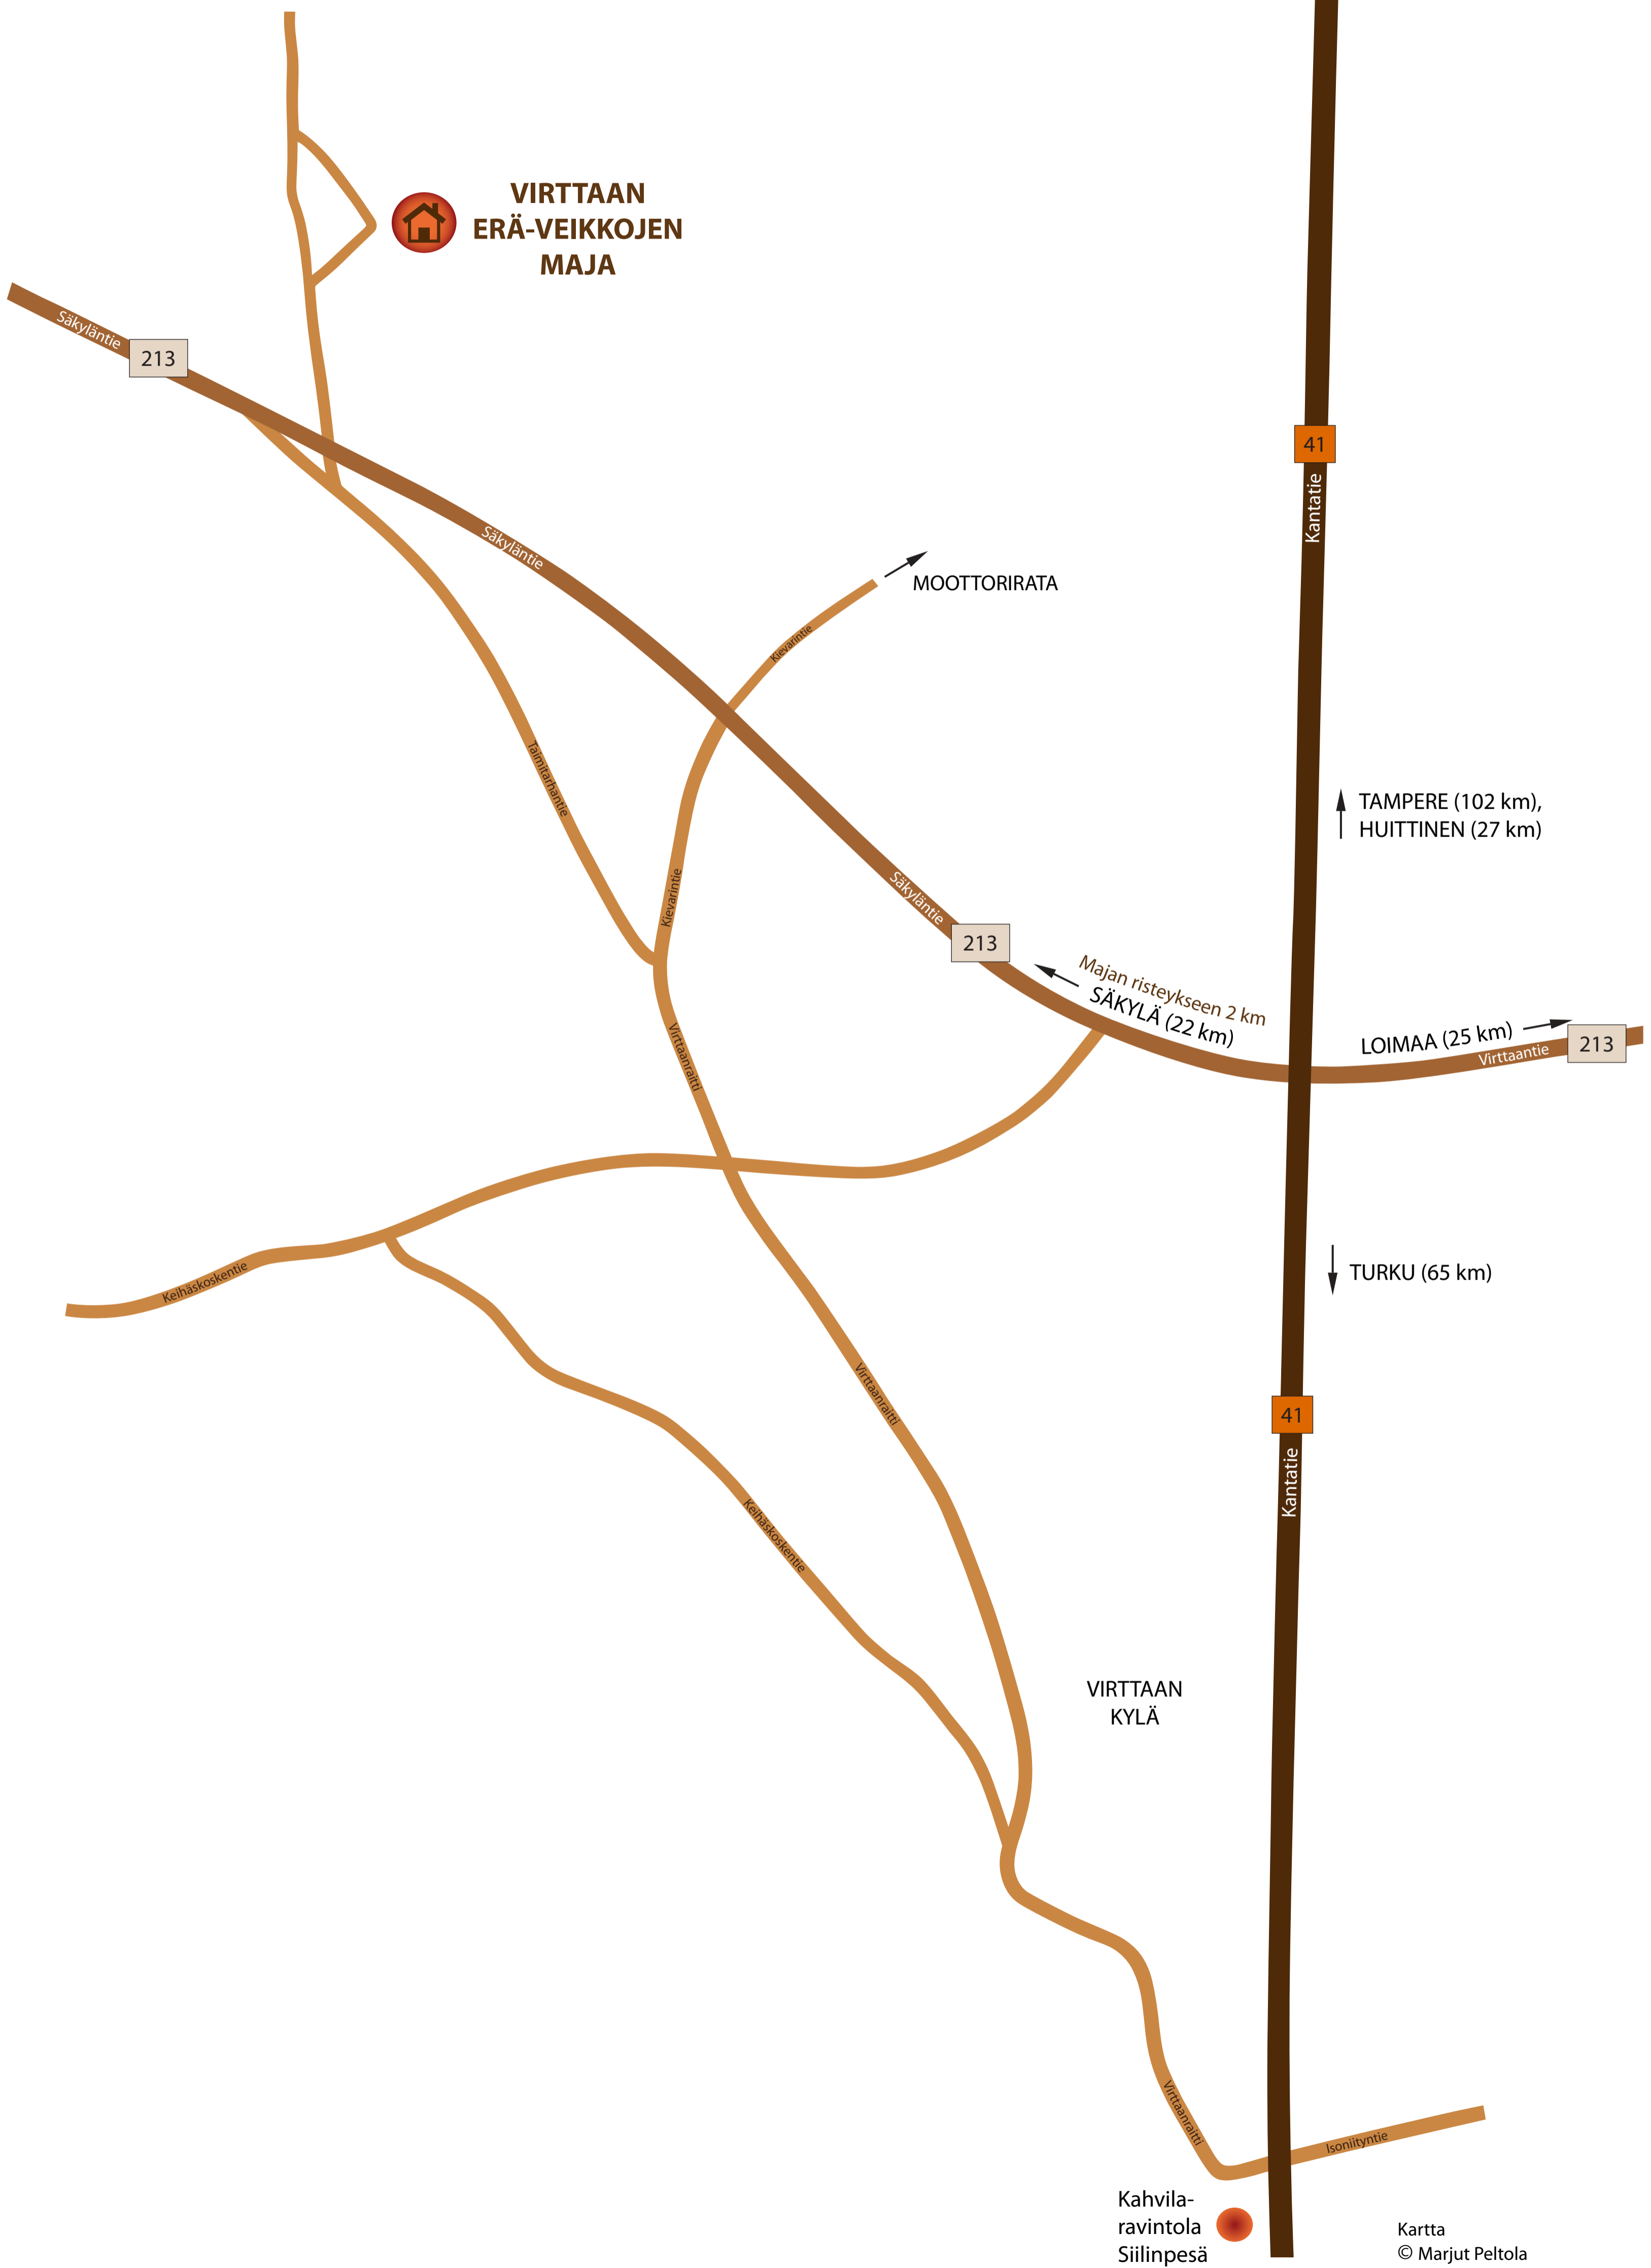 VIRTTAAN
ERÄ-VEIKKOJEN
MAJA
Säkyläntie
213
41
Kantatie
Säkyläntie
MOOTTORIRATA
Kievarintie
Taimitarhantie
TAMPERE (102 km),
HUITTINEN (27 km)
Kievarintie
Säkyläntie
213
Majan risteykseen 2 km
SÄKYLÄ (22 km)
LOIMAA (25 km)
Virttaantie
213
Virttaanraitti
Keihäskoskentie
TURKU (65 km)
Virttaanraitti
41
Kantatie
Keihäskoskentie
VIRTTAAN
KYLÄ
Virttaanraitti
Isoniityntie
Kahvila-
ravintola
Siilinpesä
Kartta
© Marjut Peltola